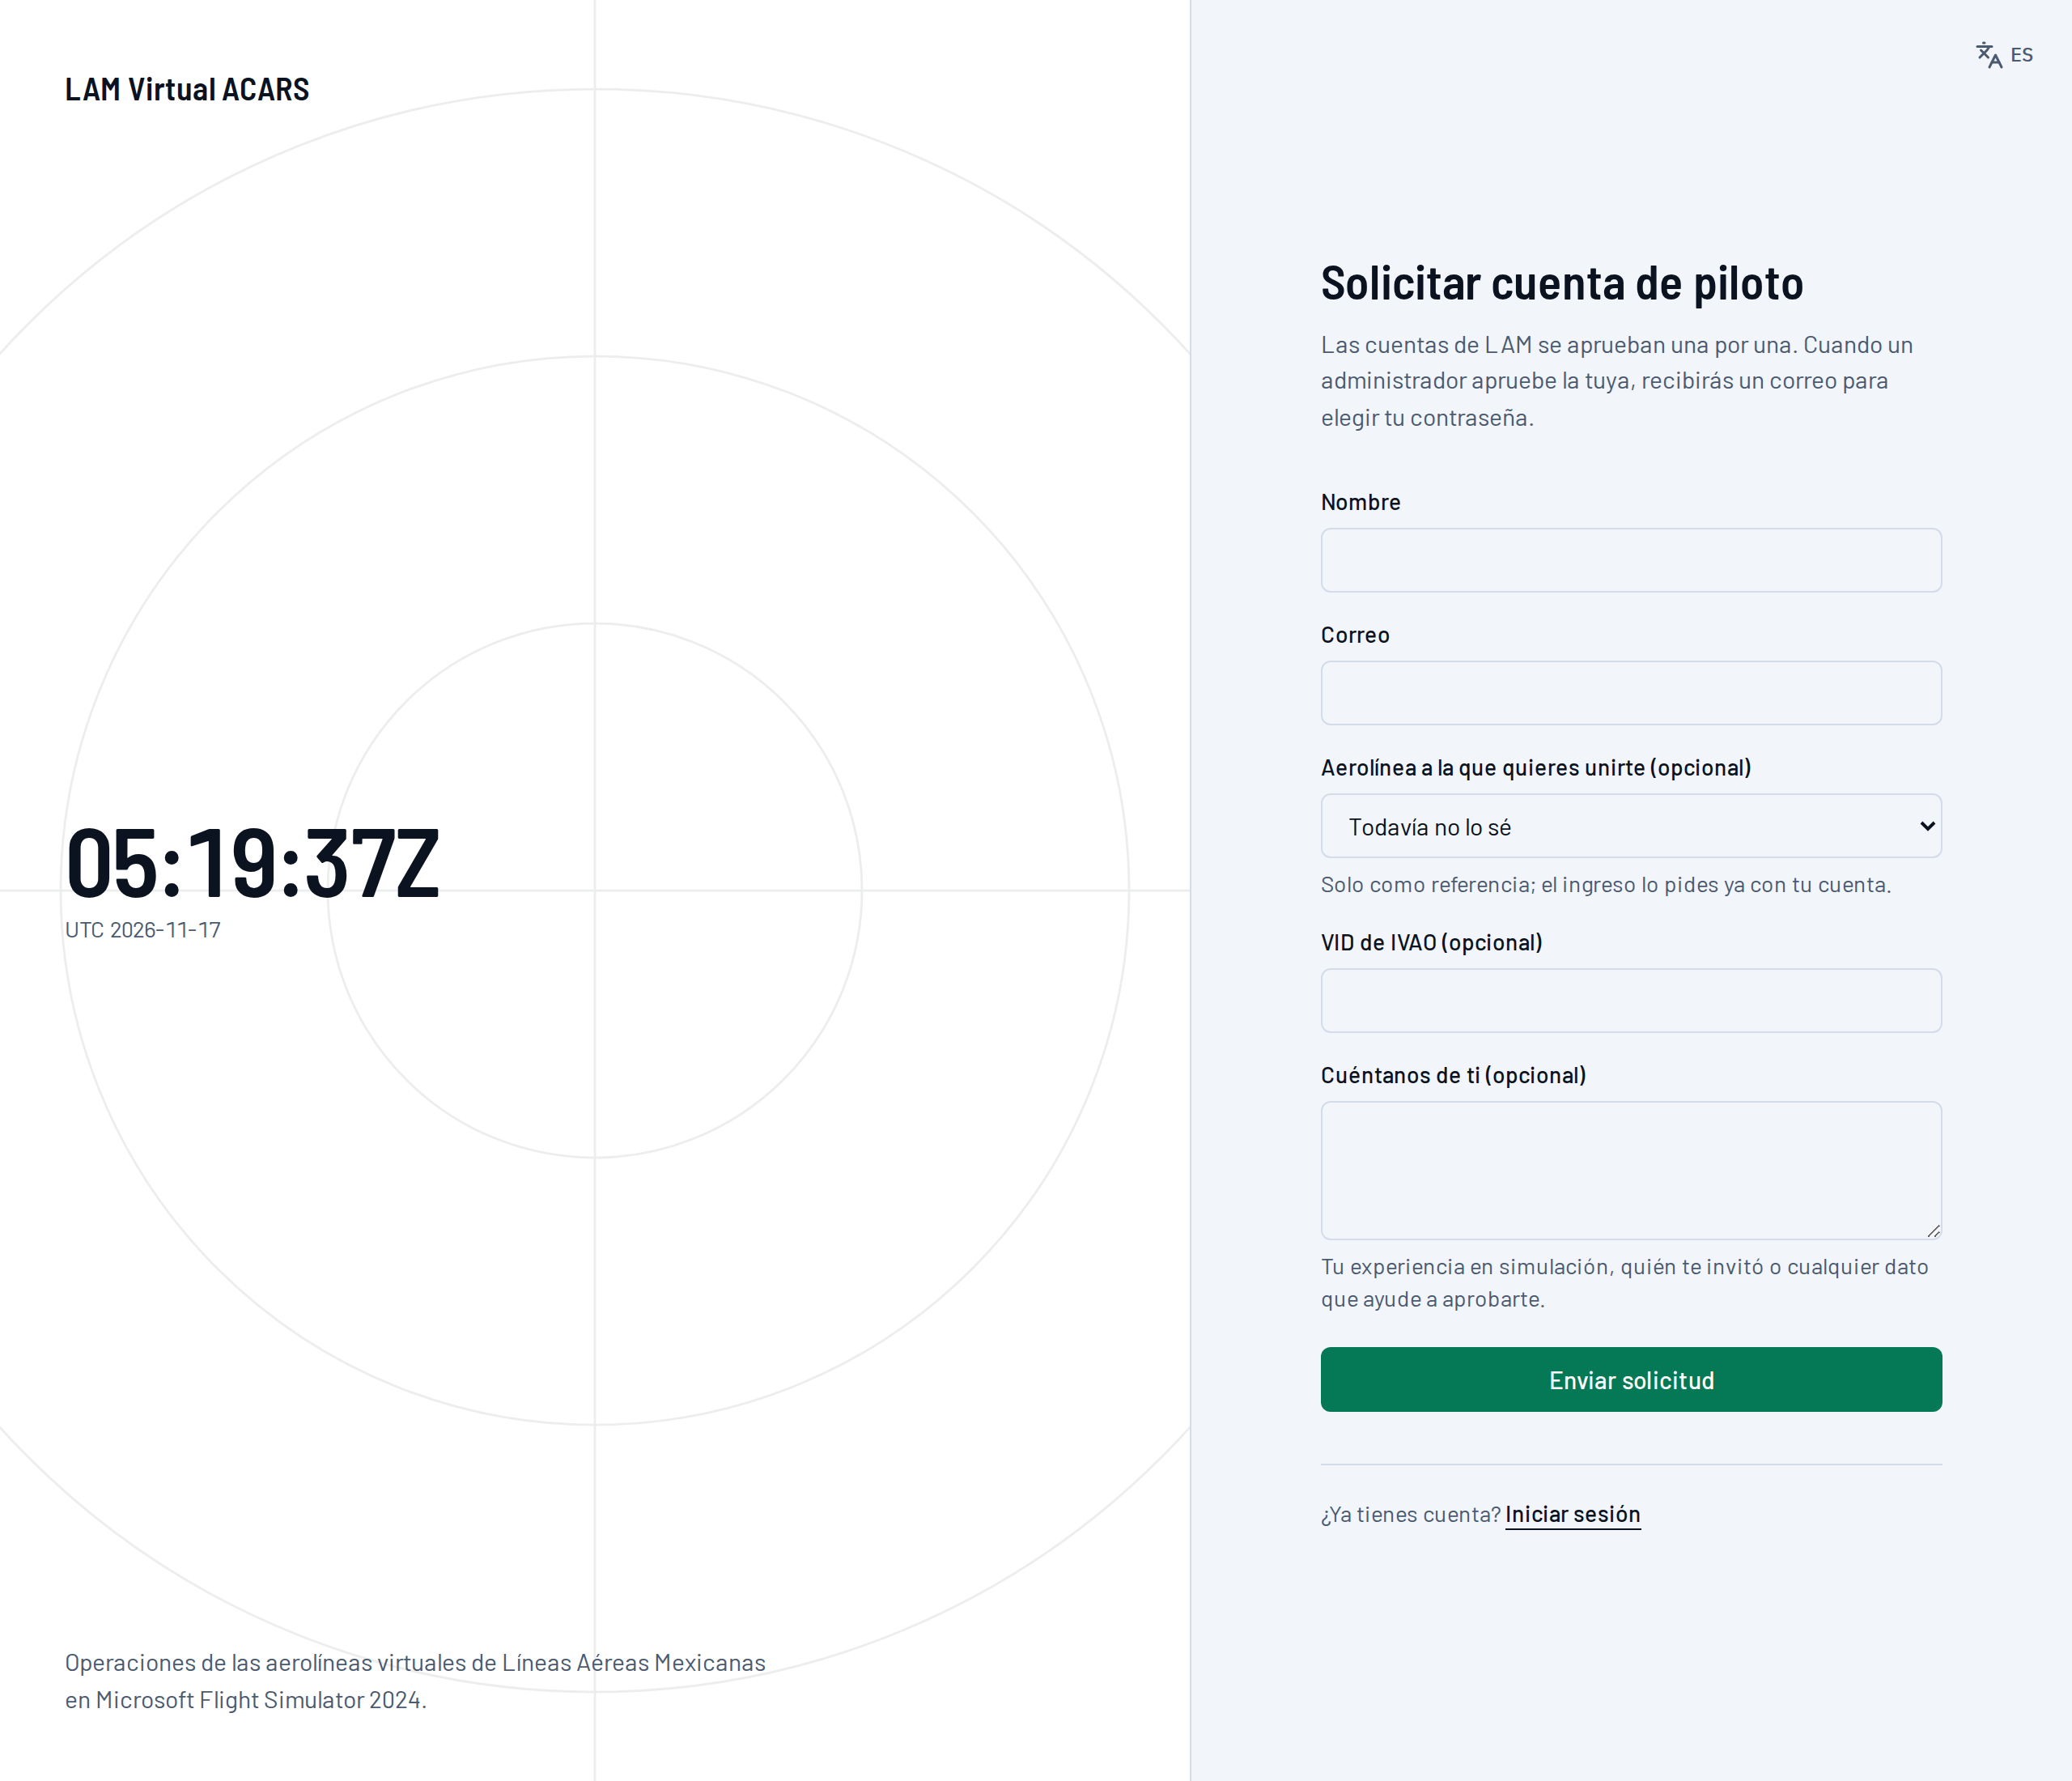 LAM Virtual ACARS
05:19:37Z
UTC 2026-11-17
Operaciones de las aerolíneas virtuales de Líneas Aéreas Mexicanas
en Microsoft Flight Simulator 2024.
ES
Solicitar cuenta de piloto
Las cuentas de LAM se aprueban una por una. Cuando un
administrador apruebe la tuya, recibirás un correo para
elegir tu contraseña.
Nombre
Correo
Aerolínea a la que quieres unirte (opcional)
Todavía no lo sé
Solo como referencia; el ingreso lo pides ya con tu cuenta.
VID de IVAO (opcional)
Cuéntanos de ti (opcional)
Tu experiencia en simulación, quién te invitó o cualquier dato
que ayude a aprobarte.
Enviar solicitud
¿Ya tienes cuenta? Iniciar sesión